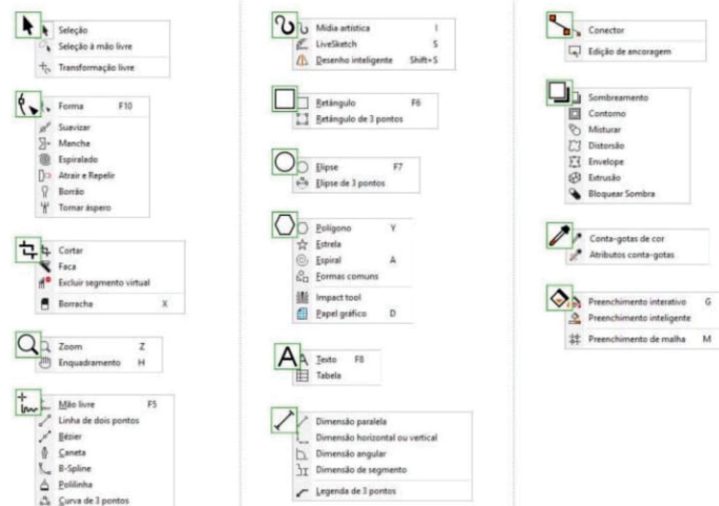 Seleção
Seleção à mão livre
Transformação livre
Forma F10
Suavizar
Mancha
Espiralado
Atrair e Repelir
Borrão
Tornar áspero
Cortar
Faca
Excluir segmento virtual
Borracha X
Zoom Z
Enquadramento H
Mão livre F5
Linha de dois pontos
Bézier
Caneta
B-Spline
Polilinha
Curva de 3 pontos
Mídia artística I
LiveSketch S
Desenho inteligente Shift+S
Retângulo F6
Retângulo de 3 pontos
Elipse F7
Elipse de 3 pontos
Polígono Y
Estrela
Espiral A
Formas comuns
Impact tool
Papel gráfico D
Texto F8
Tabela
Dimensão paralela
Dimensão horizontal ou vertical
Dimensão angular
Dimensão de segmento
Legenda de 3 pontos
Conector
Edição de ancoragem
Sombreamento
Contorno
Misturar
Distorsão
Envelope
Extrusão
Bloquear Sombra
Conta-gotas de cor
Atributos conta-gotas
Preenchimento interativo G
Preenchimento inteligente
Preenchimento de malha M